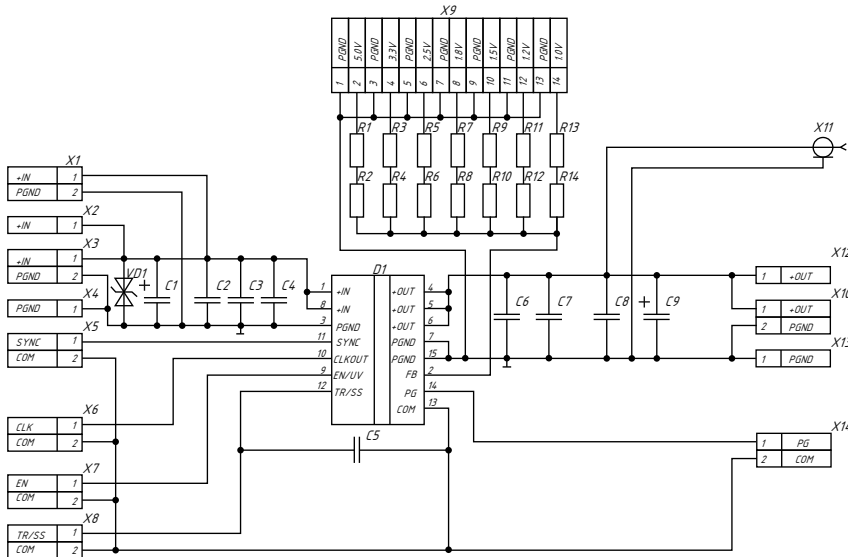 X9
PGND 5.0V PGND 3.3V PGND 2.5V PGND 1.8V PGND 1.5V PGND 1.2V PGND 1.0V
1 2 3 4 5 6 7 8 9 10 11 12 13 14
R1 R3 R5 R7 R9 R11 R13
R2 R4 R6 R8 R10 R12 R14
X11
X1
+IN 1
PGND 2
X2
+IN 1
X3
+IN 1
PGND 2
X4
PGND 1
X5
SYNC 1
COM 2
X6
CLK 1
COM 2
X7
EN 1
COM 2
X8
TR/SS 1
COM 2
VD1 + C1 C2 C3 C4
D1
1 +IN +OUT 4
8 +IN +OUT 5
3 PGND +OUT 6
11 SYNC PGND 7
10 CLKOUT PGND 15
9 EN/UV FB 2
12 TR/SS PG 14
COM 13
C5
C6 C7 C8 + C9
X12
1 +OUT
X10
1 +OUT
2 PGND
X13
1 PGND
X14
1 PG
2 COM